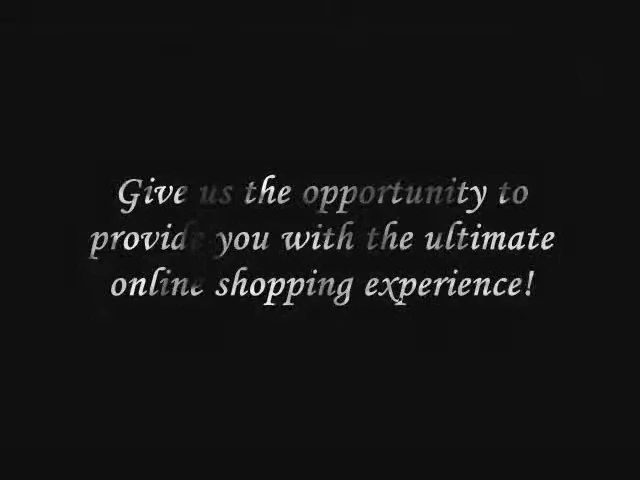 Give us the opportunity to
provide you with the ultimate
online shopping experience!